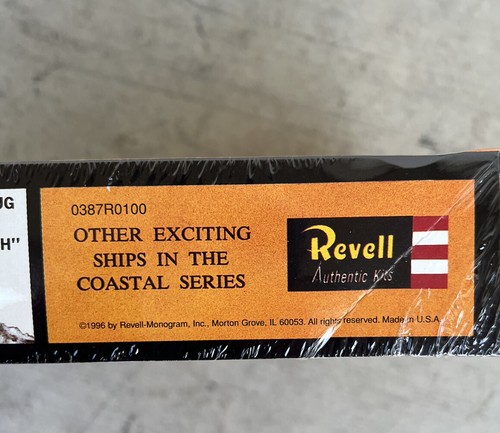 UG
H"
0387R0100
OTHER EXCITING
SHIPS IN THE
COASTAL SERIES
Revell
Authentic Kits
©1996 by Revell-Monogram, Inc., Morton Grove, IL 60053. All rights reserved. Made in U.S.A.